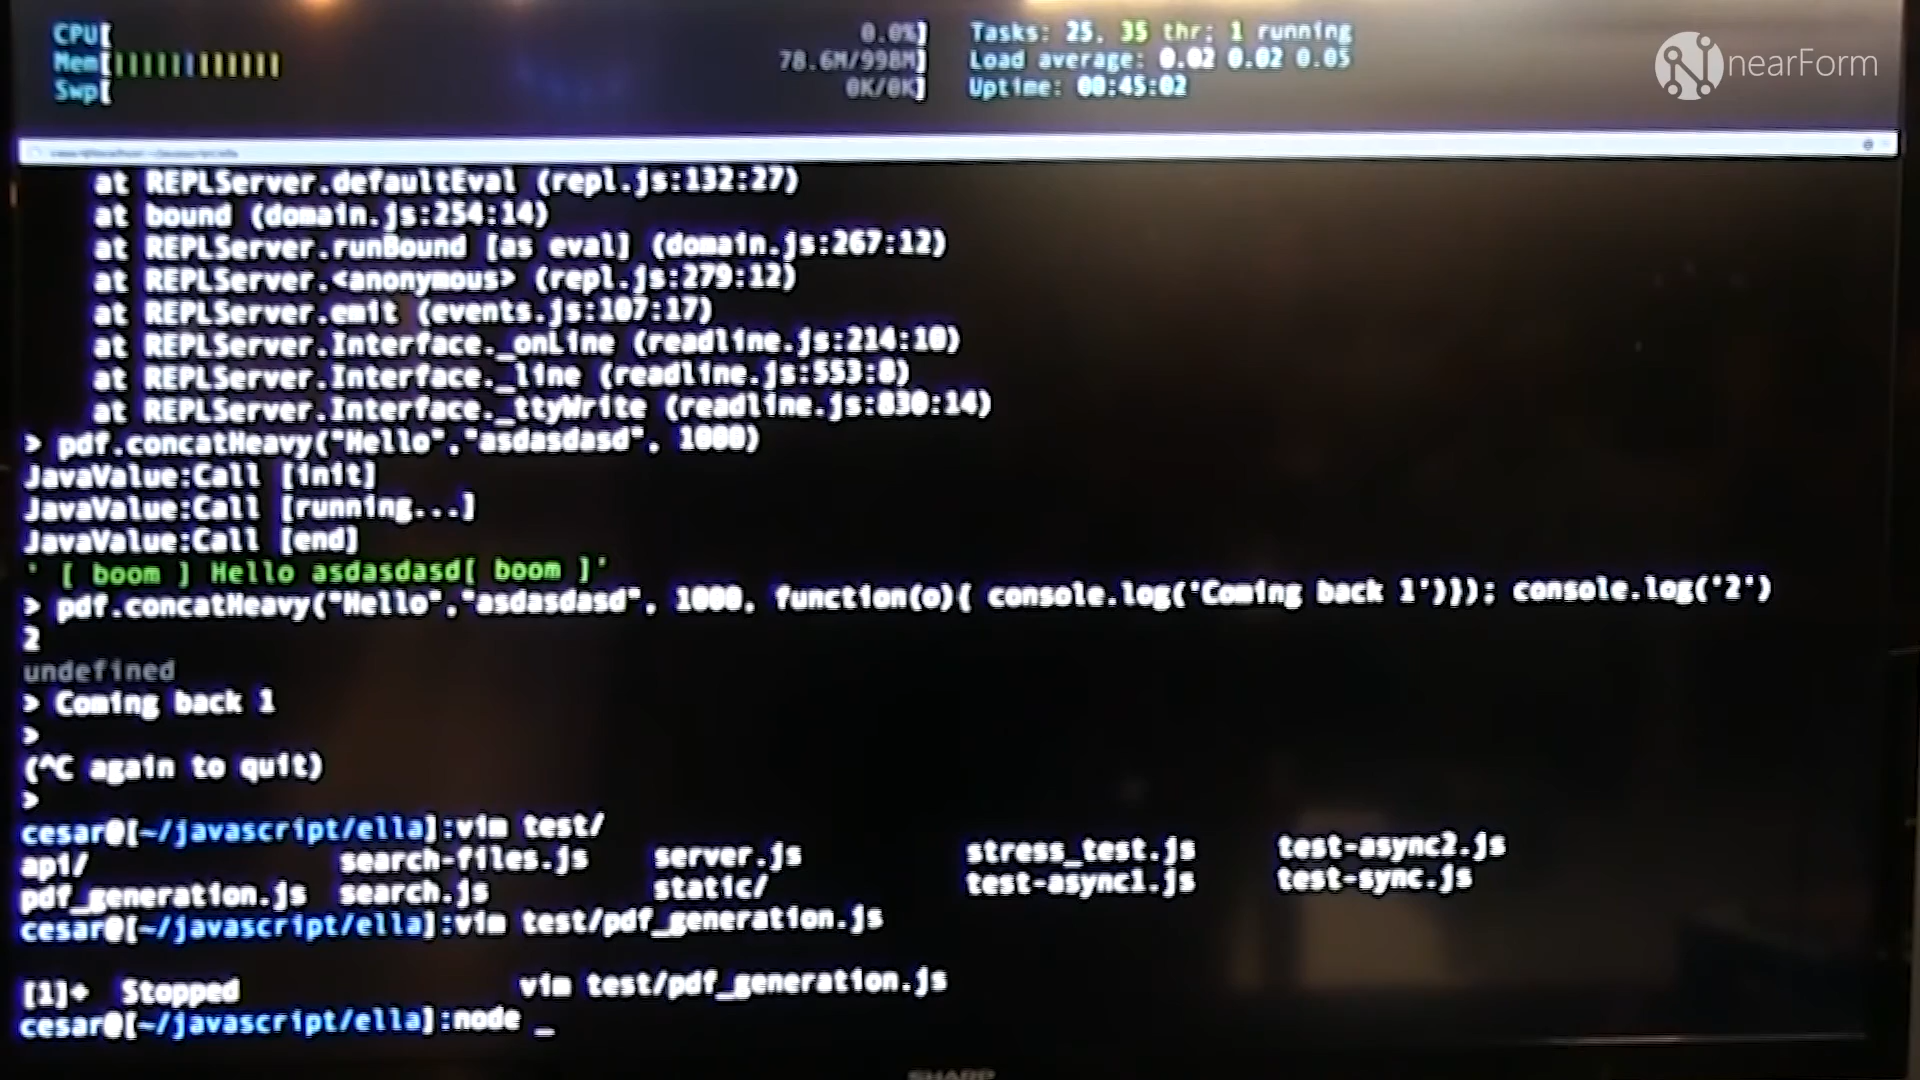 CPU[ 0.0%] Tasks: 25, 35 thr; 1 running
Mem[||||||||||||||| 78.6M/998M] Load average: 0.02 0.02 0.05
Swp[ 0K/0K] Uptime: 00:45:02
nearForm
at REPLServer.defaultEval (repl.js:132:27)
at bound (domain.js:254:14)
at REPLServer.runBound [as eval] (domain.js:267:12)
at REPLServer.<anonymous> (repl.js:279:12)
at REPLServer.emit (events.js:107:17)
at REPLServer.Interface._onLine (readline.js:214:10)
at REPLServer.Interface._line (readline.js:553:8)
at REPLServer.Interface._ttyWrite (readline.js:830:14)
> pdf.concatHeavy("Hello","asdasdasd", 1000)
JavaValue:Call [init]
JavaValue:Call [running...]
JavaValue:Call [end]
' [ boom ] Hello asdasdasd[ boom ]'
> pdf.concatHeavy("Hello","asdasdasd", 1000, function(o){ console.log('Coming back 1')}); console.log('2')
2
undefined
> Coming back 1
>
(^C again to quit)
>
cesar@[~/javascript/ella]:vim test/
api/ search-files.js server.js stress_test.js test-async2.js
pdf_generation.js search.js static/ test-async1.js test-sync.js
cesar@[~/javascript/ella]:vim test/pdf_generation.js
[1]+ Stopped vim test/pdf_generation.js
cesar@[~/javascript/ella]:node _
SHARP